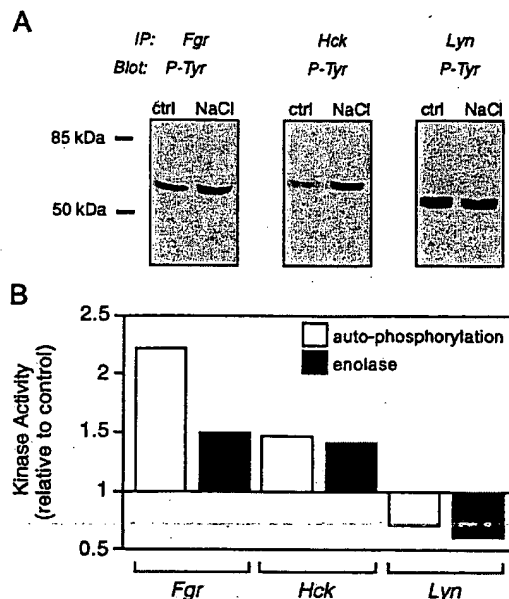 A
IP: Fgr Hck Lyn
Blot: P-Tyr P-Tyr P-Tyr
ctrl NaCl ctrl NaCl ctrl NaCl
85 kDa
50 kDa
B
Kinase Activity
(relative to control)
2.5
2
1.5
1
0.5
auto-phosphorylation
enolase
Fgr Hck Lyn